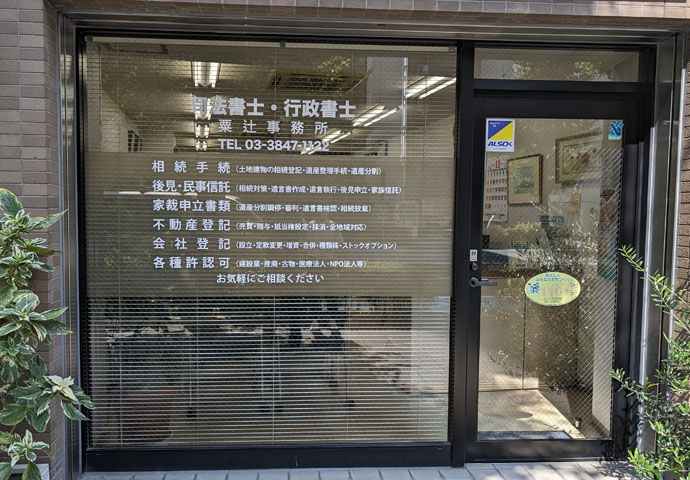 司法書士・行政書士
粟辻事務所
TEL 03-3847-1122
相続手続(土地建物の相続登記・遺産整理手続・遺産分割)
後見・民事信託(相続対策・遺言書作成・遺言執行・後見申立・家族信託)
家裁申立書類(遺産分割調停・審判・遺言書検認・相続放棄)
不動産登記(売買・贈与・抵当権設定・抹消・全地域対応)
会社登記(設立・定款変更・増資・合併・種類株・ストックオプション)
各種許認可(建設業・産廃・古物・医療法人・NPO法人等)
お気軽にご相談ください
ALSOK